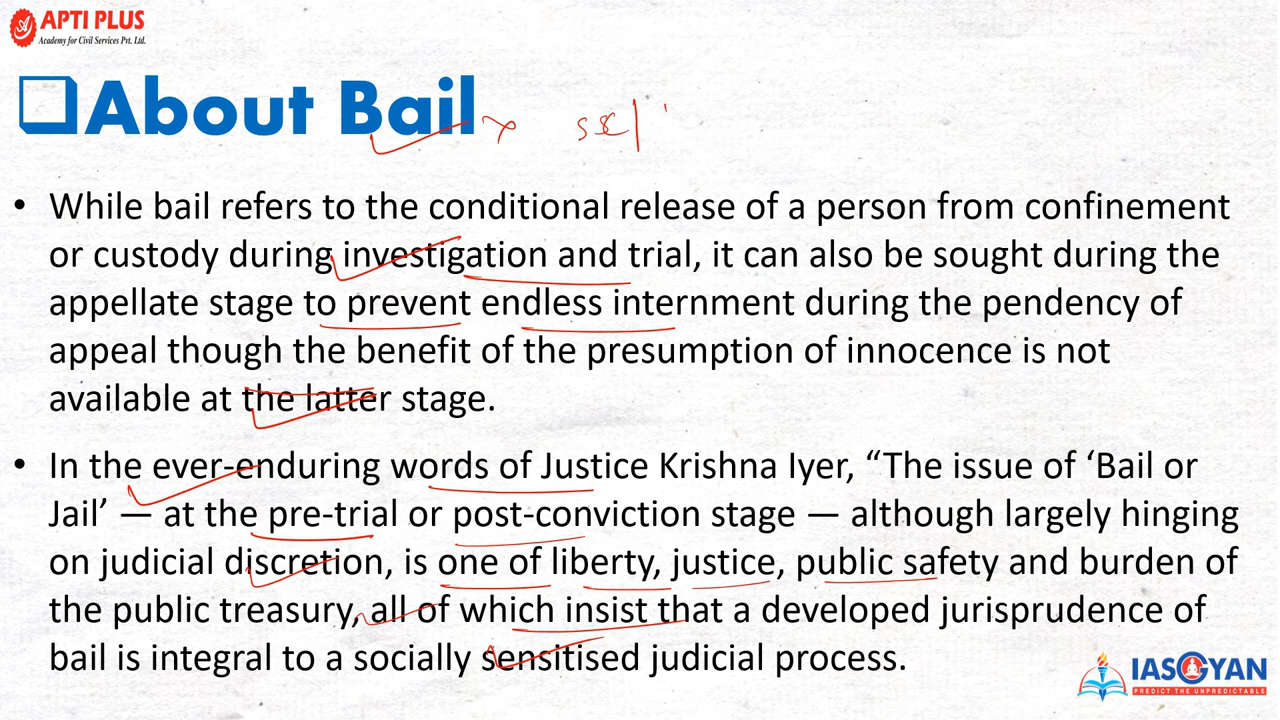 APTI PLUS
Academy for Civil Services Pvt. Ltd.
About Bail
• While bail refers to the conditional release of a person from confinement
or custody during investigation and trial, it can also be sought during the
appellate stage to prevent endless internment during the pendency of
appeal though the benefit of the presumption of innocence is not
available at the latter stage.
• In the ever-enduring words of Justice Krishna Iyer, “The issue of ‘Bail or
Jail’ — at the pre-trial or post-conviction stage — although largely hinging
on judicial discretion, is one of liberty, justice, public safety and burden of
the public treasury, all of which insist that a developed jurisprudence of
bail is integral to a socially sensitised judicial process.
IASGYAN
PREDICT THE UNPREDICTABLE